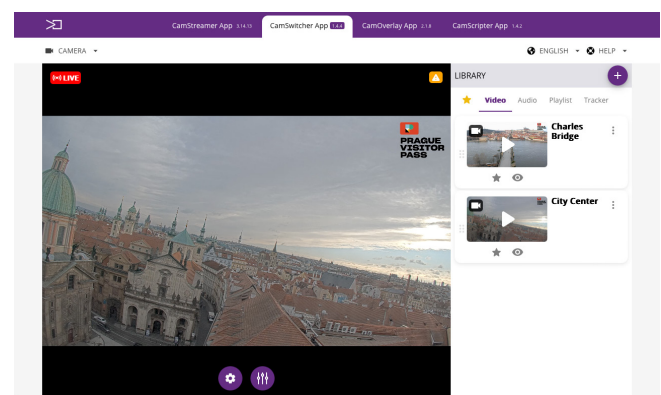 CamStreamer App 3.14.13
CamSwitcher App 1.4.4
CamOverlay App 2.1.8
CamScripter App 1.4.2
CAMERA
ENGLISH
HELP
LIVE
PRAGUE
VISITOR
PASS
LIBRARY
Video
Audio
Playlist
Tracker
Charles
Bridge
City Center